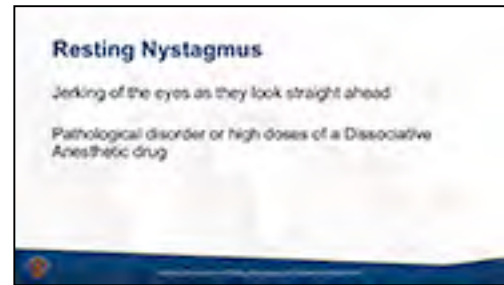 Resting Nystagmus
Jerking of the eyes as they look straight ahead
Pathological disorder or high doses of a Dissociative
Anesthetic drug